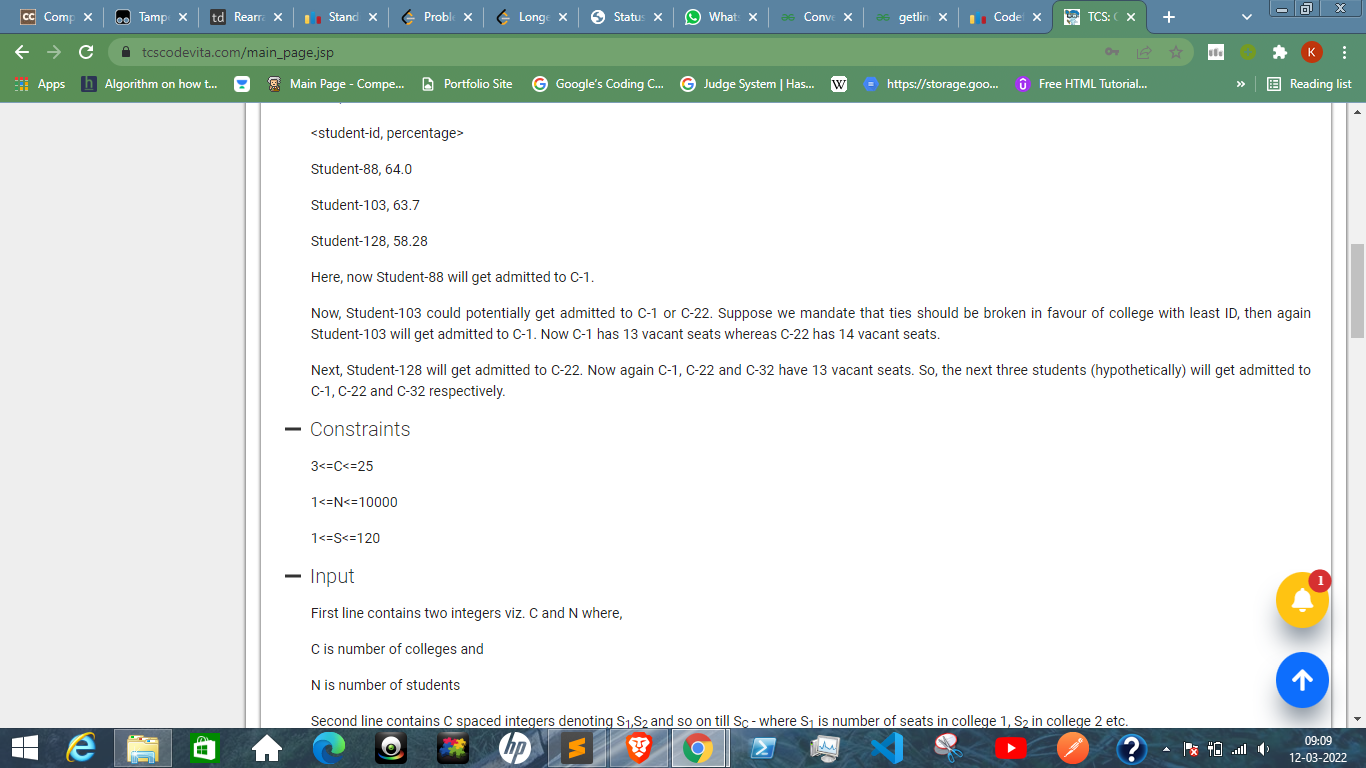 Comp
Tamp
Rearra
Stand
Proble
Longe
Status
Whats
Conve
getlin
Codef
TCS: C
tcscodevita.com/main_page.jsp
K
Apps
Algorithm on how t...
Main Page - Compe...
Portfolio Site
Google's Coding C...
Judge System | Has...
W
https://storage.goo...
Free HTML Tutorial...
»
Reading list
<student-id, percentage>
Student-88, 64.0
Student-103, 63.7
Student-128, 58.28
Here, now Student-88 will get admitted to C-1.
Now, Student-103 could potentially get admitted to C-1 or C-22. Suppose we mandate that ties should be broken in favour of college with least ID, then again
Student-103 will get admitted to C-1. Now C-1 has 13 vacant seats whereas C-22 has 14 vacant seats.
Next, Student-128 will get admitted to C-22. Now again C-1, C-22 and C-32 have 13 vacant seats. So, the next three students (hypothetically) will get admitted to
C-1, C-22 and C-32 respectively.
Constraints
3<=C<=25
1<=N<=10000
1<=S<=120
Input
First line contains two integers viz. C and N where,
C is number of colleges and
N is number of students
Second line contains C spaced integers denoting S1,S2 and so on till SC - where S1 is number of seats in college 1, S2 in college 2 etc.
1
09:09
12-03-2022